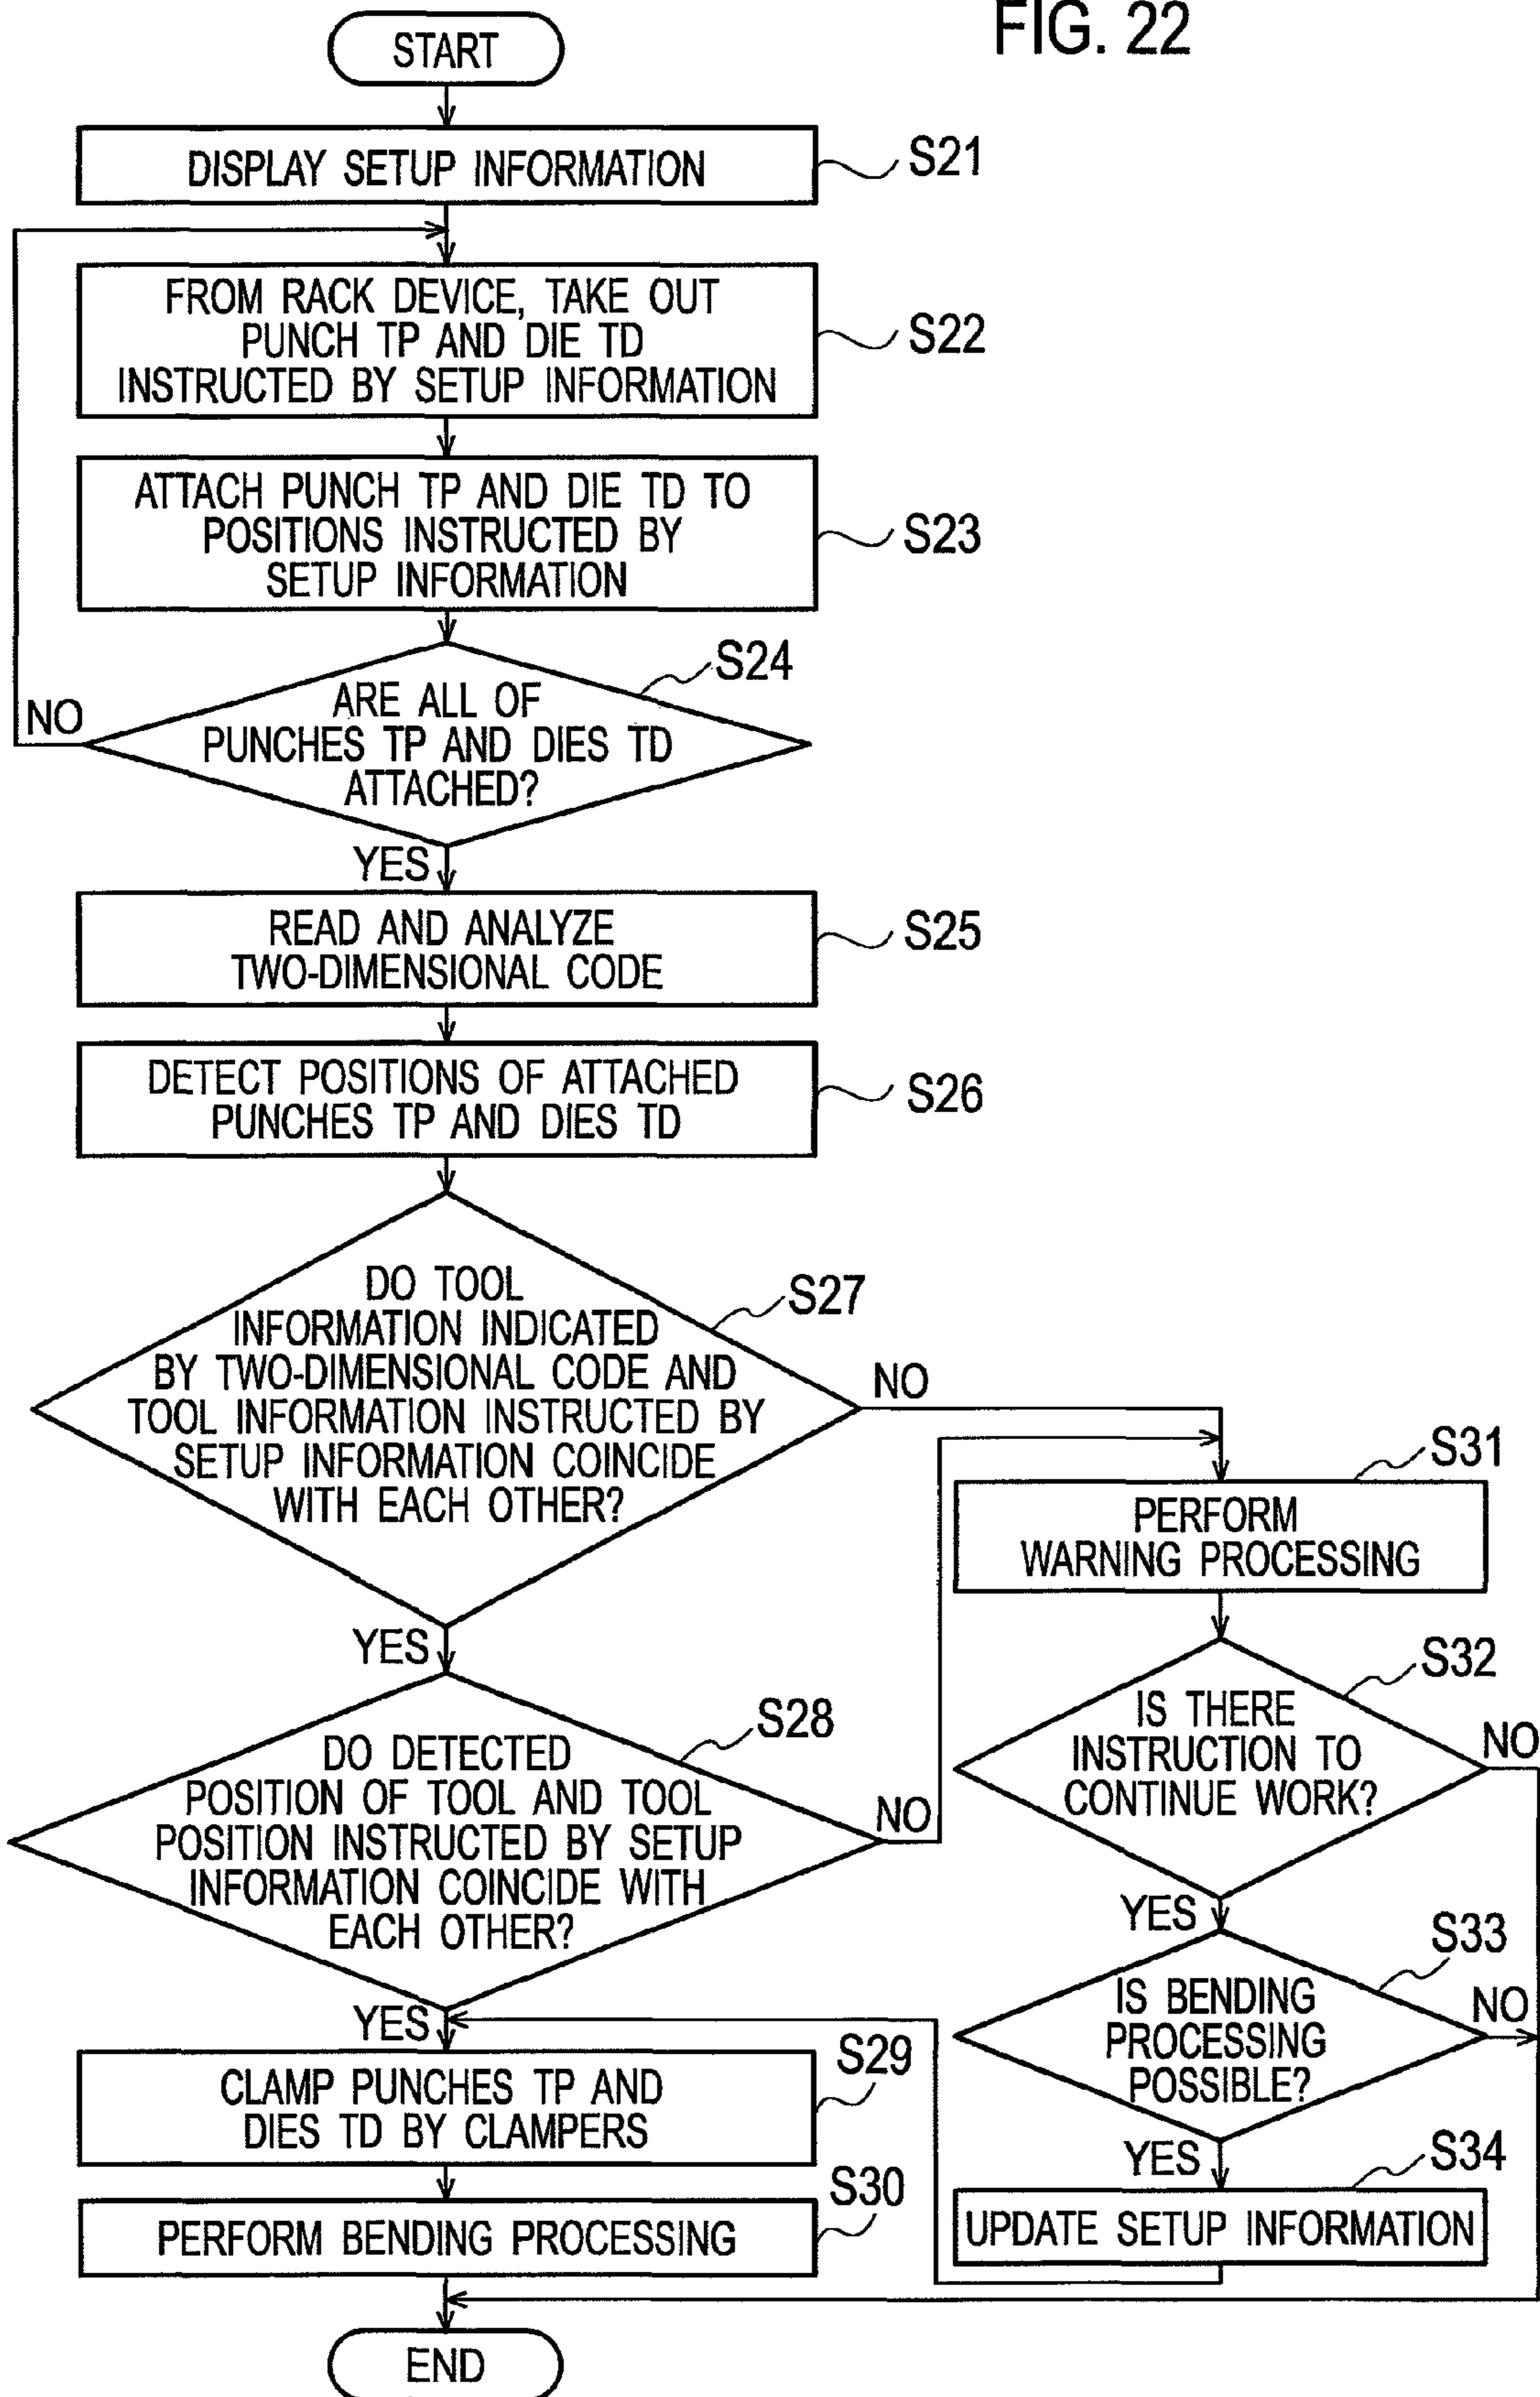 FIG. 22
START
DISPLAY SETUP INFORMATION
S21
FROM RACK DEVICE, TAKE OUT
PUNCH TP AND DIE TD
INSTRUCTED BY SETUP INFORMATION
S22
ATTACH PUNCH TP AND DIE TD TO
POSITIONS INSTRUCTED BY
SETUP INFORMATION
S23
S24
ARE ALL OF
PUNCHES TP AND DIES TD
ATTACHED?
NO
YES
READ AND ANALYZE
TWO-DIMENSIONAL CODE
S25
DETECT POSITIONS OF ATTACHED
PUNCHES TP AND DIES TD
S26
DO TOOL
INFORMATION INDICATED
BY TWO-DIMENSIONAL CODE AND
TOOL INFORMATION INSTRUCTED BY
SETUP INFORMATION COINCIDE
WITH EACH OTHER?
S27
NO
YES
DO DETECTED
POSITION OF TOOL AND TOOL
POSITION INSTRUCTED BY SETUP
INFORMATION COINCIDE WITH
EACH OTHER?
S28
NO
YES
CLAMP PUNCHES TP AND
DIES TD BY CLAMPERS
S29
S30
PERFORM BENDING PROCESSING
END
S31
PERFORM
WARNING PROCESSING
S32
IS THERE
INSTRUCTION TO
CONTINUE WORK?
NO
YES
S33
IS BENDING
PROCESSING
POSSIBLE?
NO
YES
S34
UPDATE SETUP INFORMATION